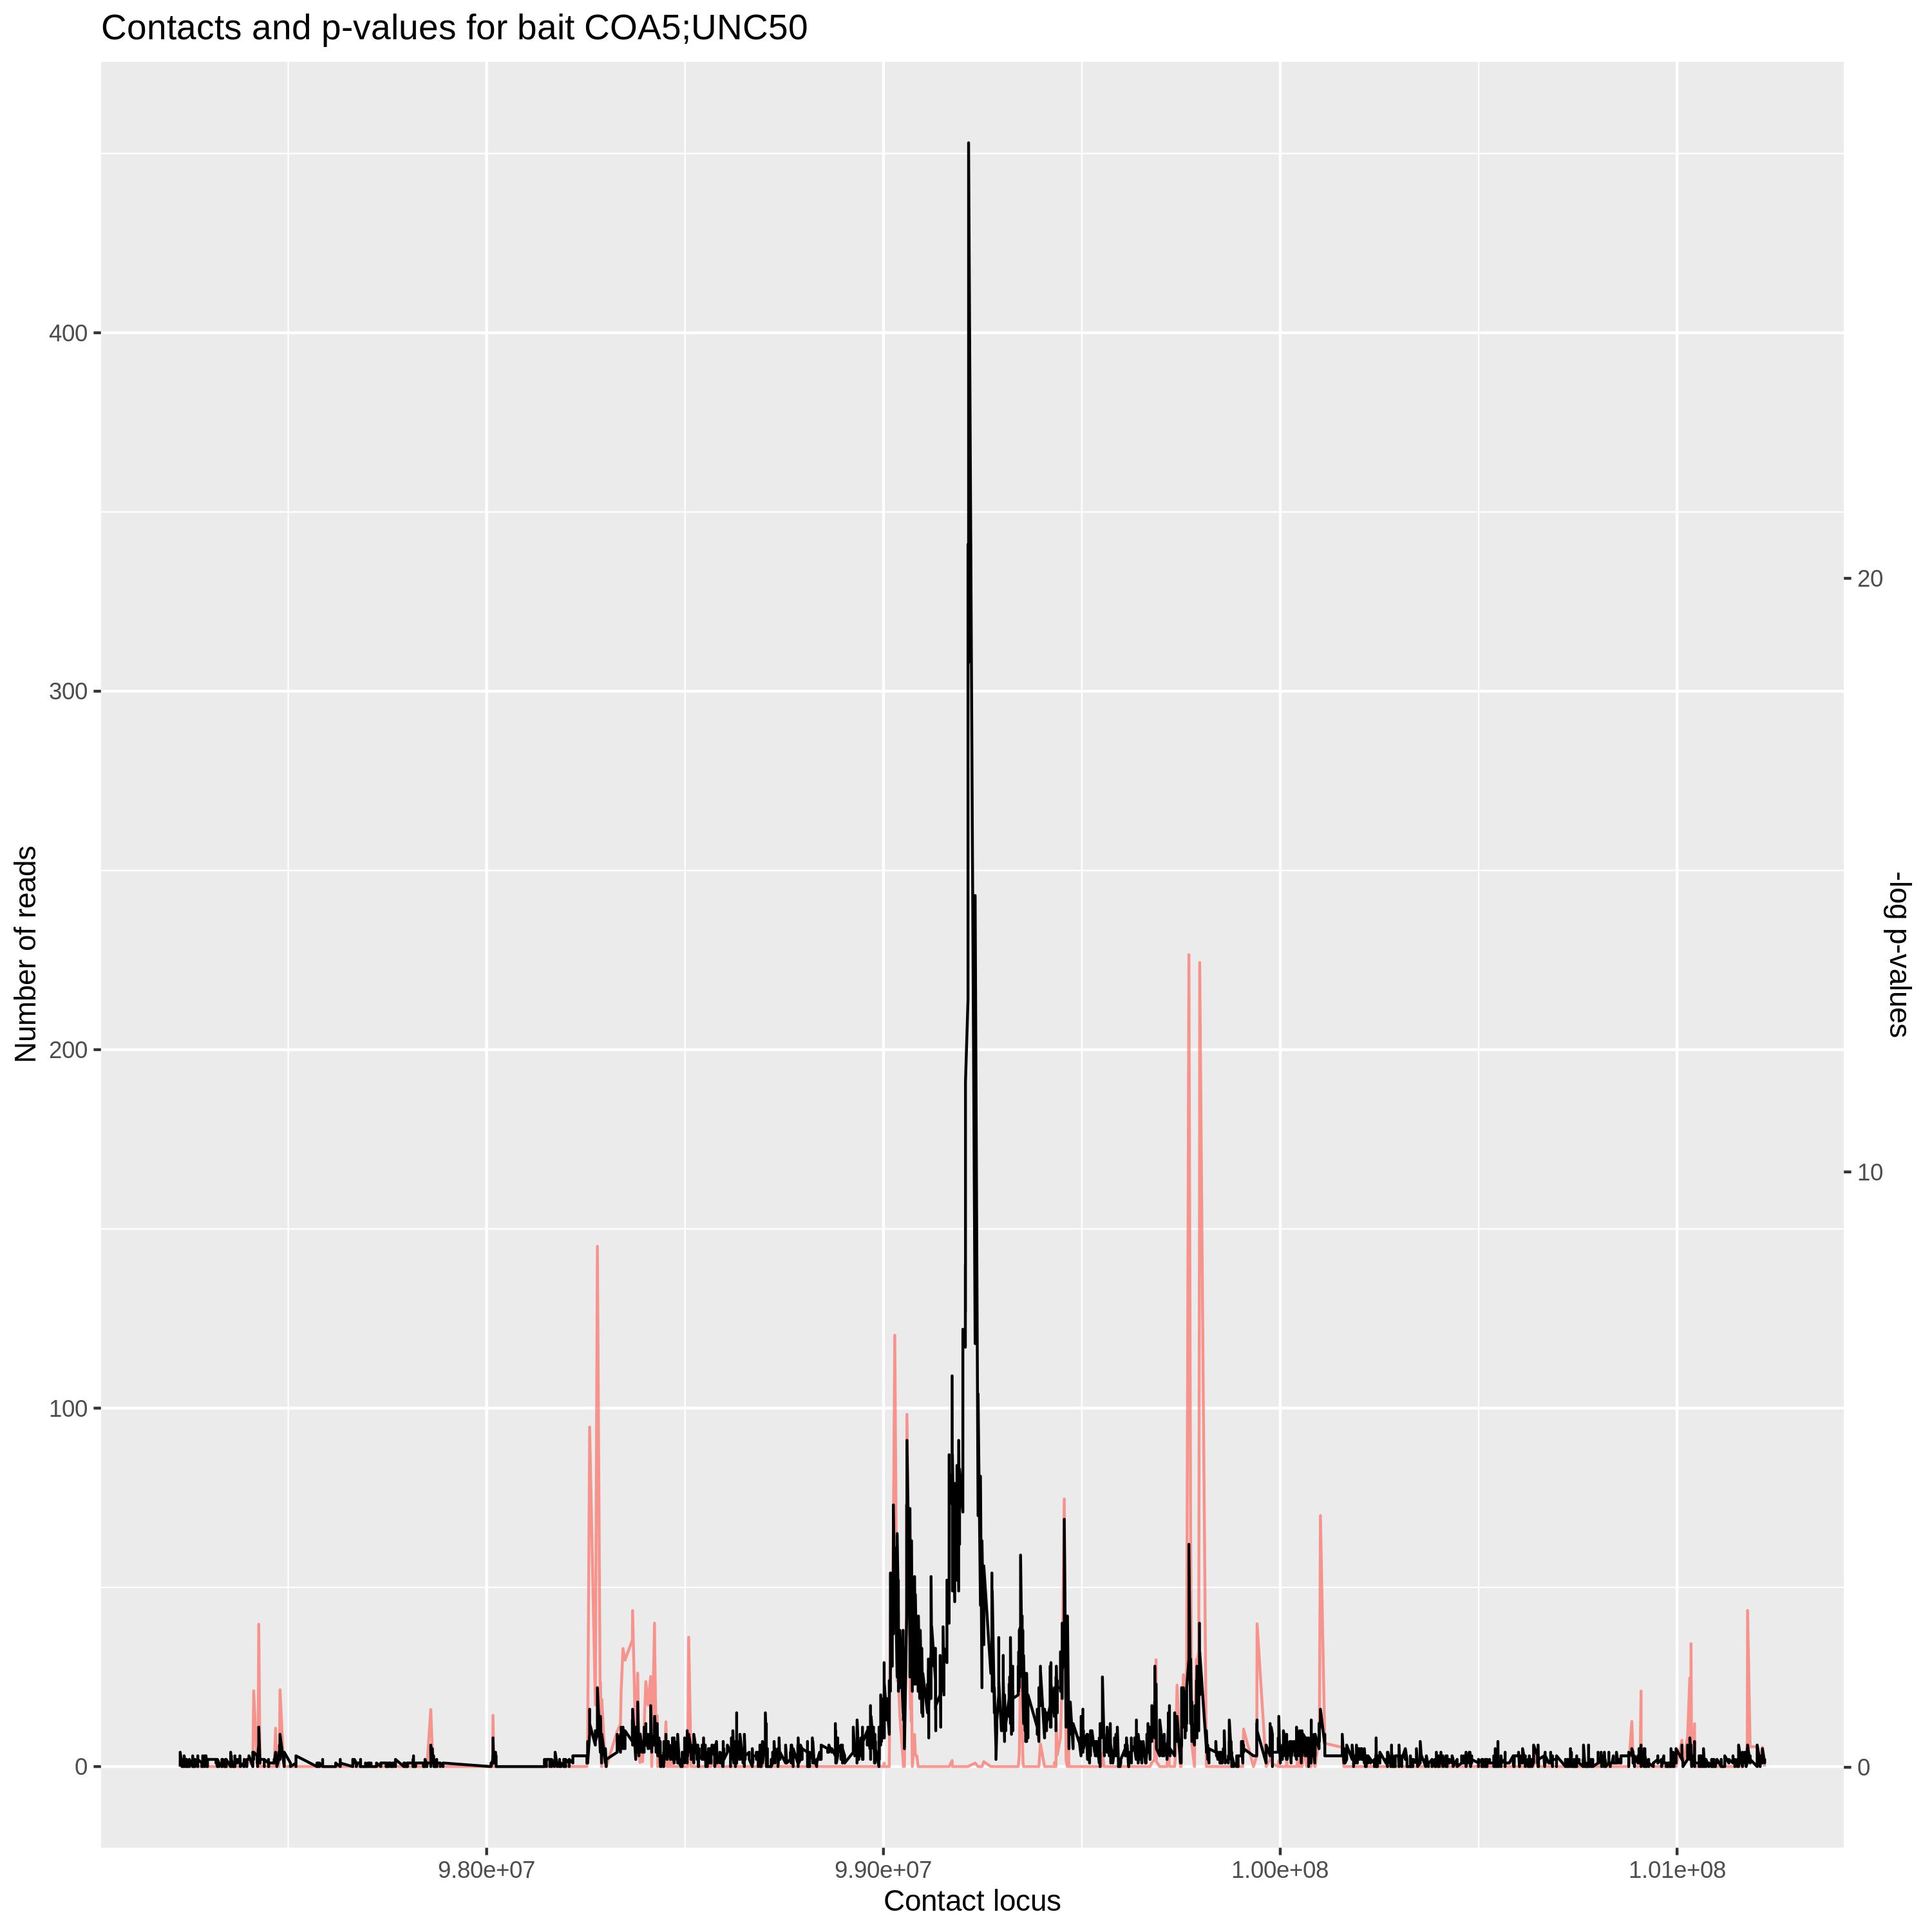 Contacts and p-values for bait COA5;UNC50
400
300
200
100
0
Number of reads
20
10
0
-log p-values
9.80e+07
9.90e+07
1.00e+08
1.01e+08
Contact locus